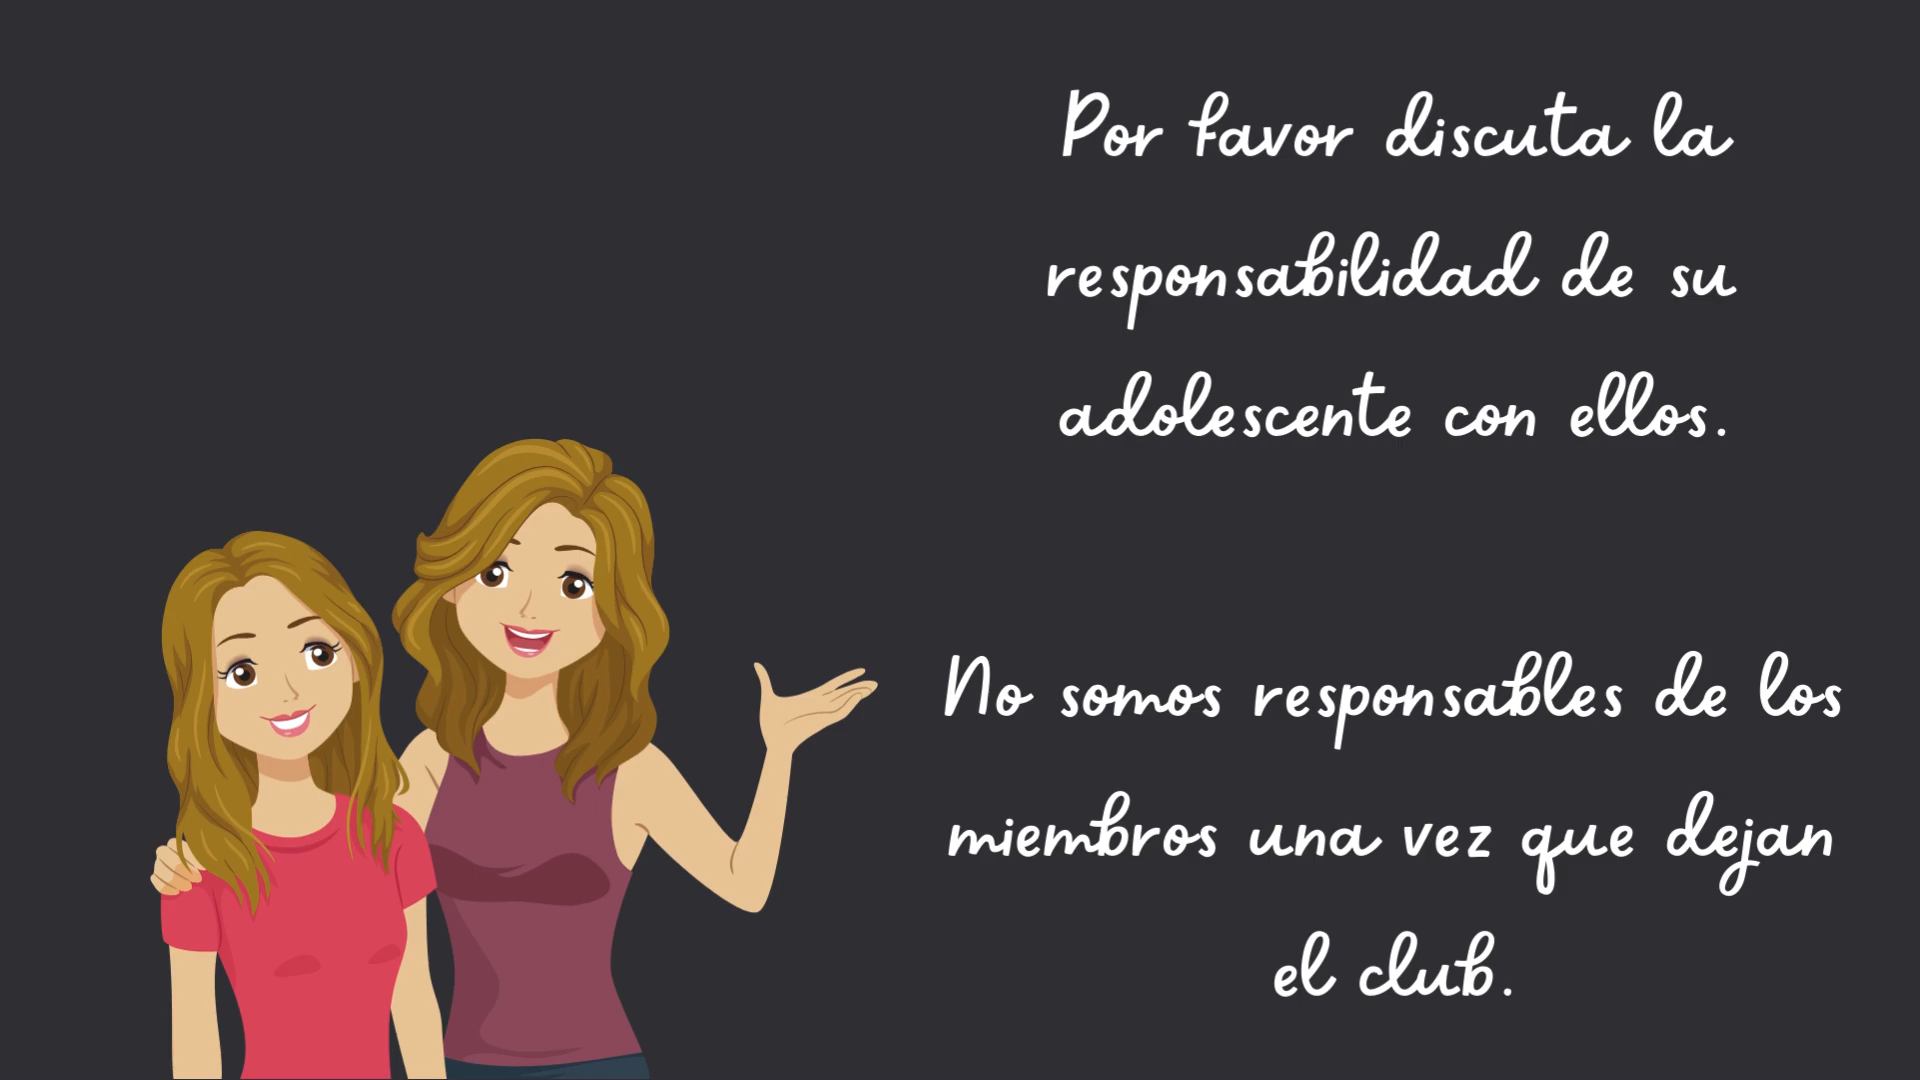 Por favor discuta la
responsabilidad de su
adolescente con ellos.
No somos responsables de los
miembros una vez que dejan
el club.